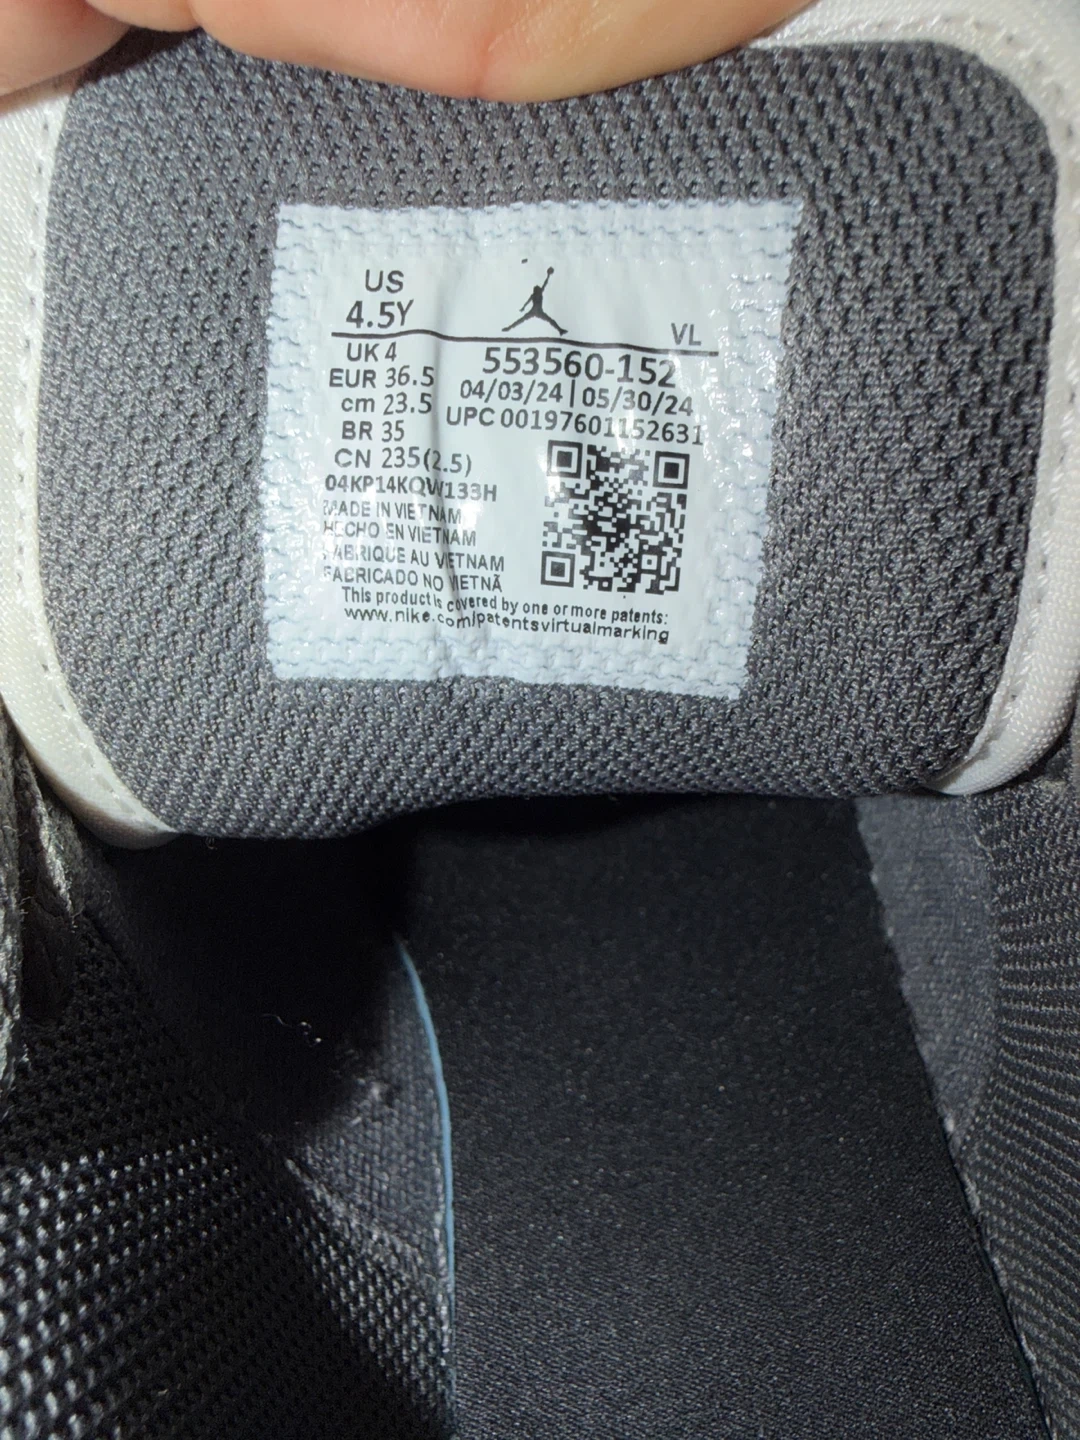 US
4.5Y
VL
UK 4
EUR 36.5
cm 23.5
BR 35
CN 235(2.5)
553560-152
04/03/24 | 05/30/24
UPC 00197601152631
04KP14KQW133H
MADE IN VIETNAM
HECHO EN VIETNAM
FABRIQUE AU VIETNAM
FABRICADO NO VIETNÃ
This product is covered by one or more patents:
www.nike.com/patentsvirtualmarking